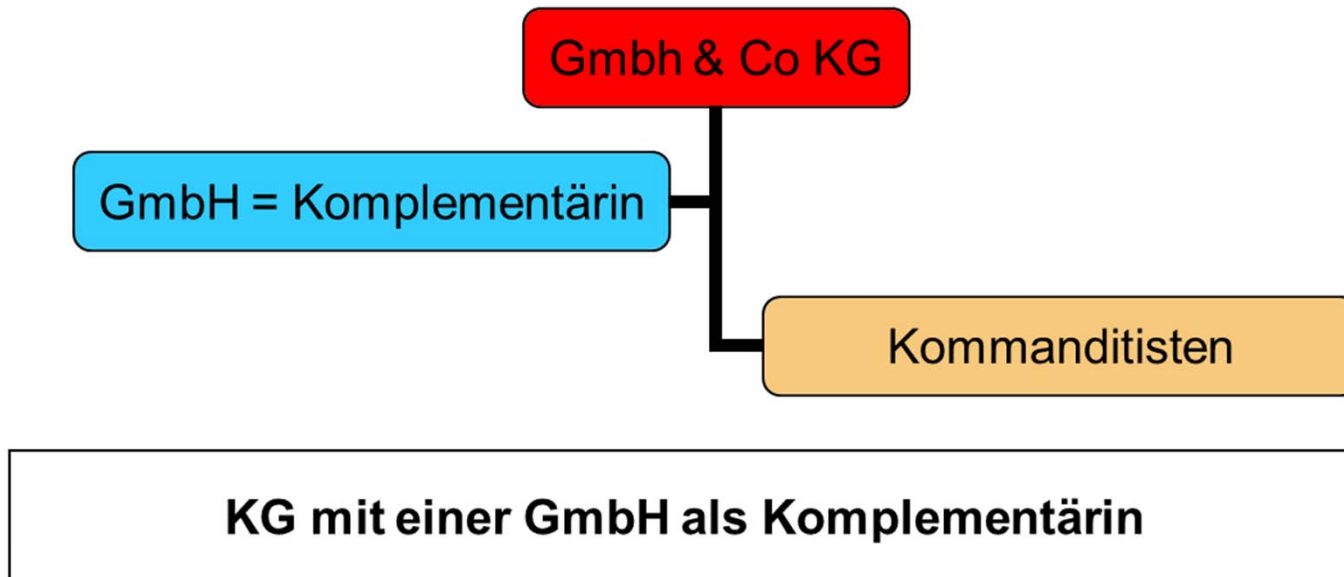 Gmbh & Co KG
GmbH = Komplementärin
Kommanditisten
KG mit einer GmbH als Komplementärin